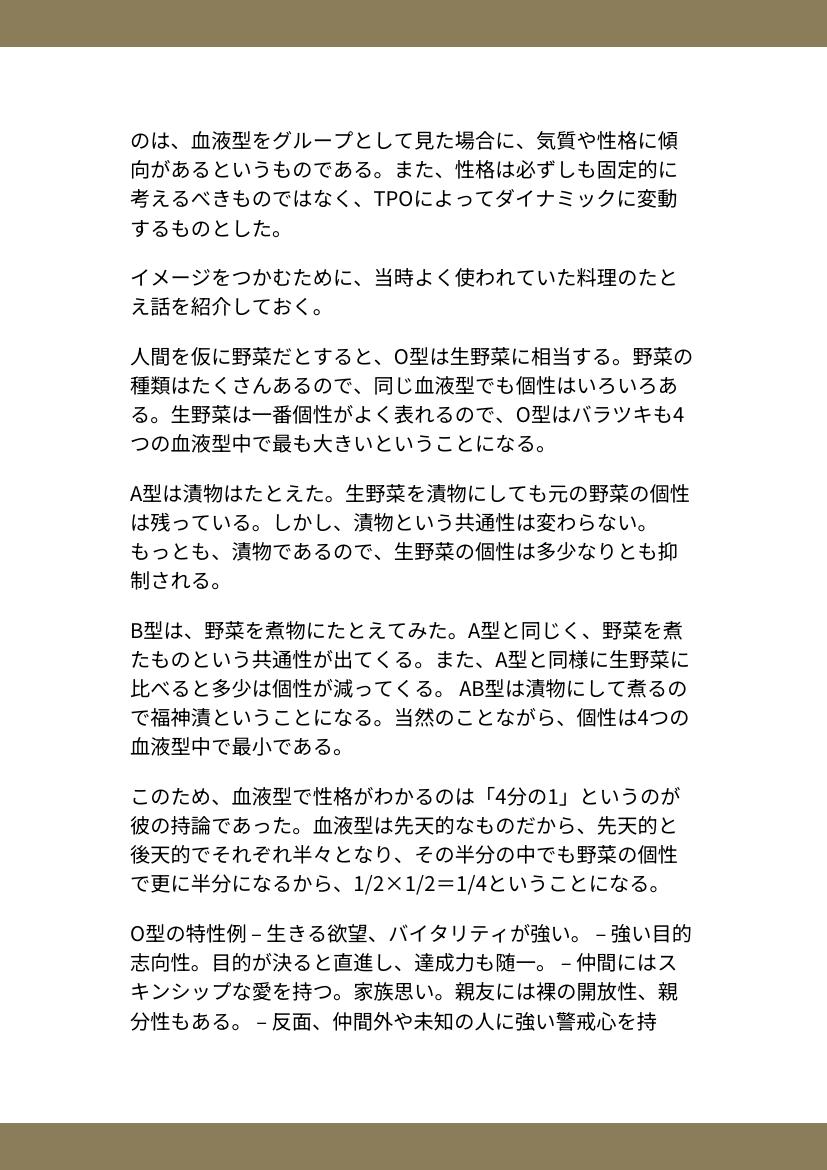 のは、血液型をグループとして見た場合に、気質や性格に傾
向があるというものである。また、性格は必ずしも固定的に
考えるべきものではなく、TPOによってダイナミックに変動
するものとした。
イメージをつかむために、当時よく使われていた料理のたと
え話を紹介しておく。
人間を仮に野菜だとすると、O型は生野菜に相当する。野菜の
種類はたくさんあるので、同じ血液型でも個性はいろいろあ
る。生野菜は一番個性がよく表れるので、O型はバラツキも4
つの血液型中で最も大きいということになる。
A型は漬物はたとえた。生野菜を漬物にしても元の野菜の個性
は残っている。しかし、漬物という共通性は変わらない。
もっとも、漬物であるので、生野菜の個性は多少なりとも抑
制される。
B型は、野菜を煮物にたとえてみた。A型と同じく、野菜を煮
たものという共通性が出てくる。また、A型と同様に生野菜に
比べると多少は個性が減ってくる。 AB型は漬物にして煮るの
で福神漬ということになる。当然のことながら、個性は4つの
血液型中で最小である。
このため、血液型で性格がわかるのは「4分の1」というのが
彼の持論であった。血液型は先天的なものだから、先天的と
後天的でそれぞれ半々となり、その半分の中でも野菜の個性
で更に半分になるから、1/2×1/2＝1/4ということになる。
O型の特性例 – 生きる欲望、バイタリティが強い。 – 強い目的
志向性。目的が決ると直進し、達成力も随一。 – 仲間にはス
キンシップな愛を持つ。家族思い。親友には裸の開放性、親
分性もある。 – 反面、仲間外や未知の人に強い警戒心を持